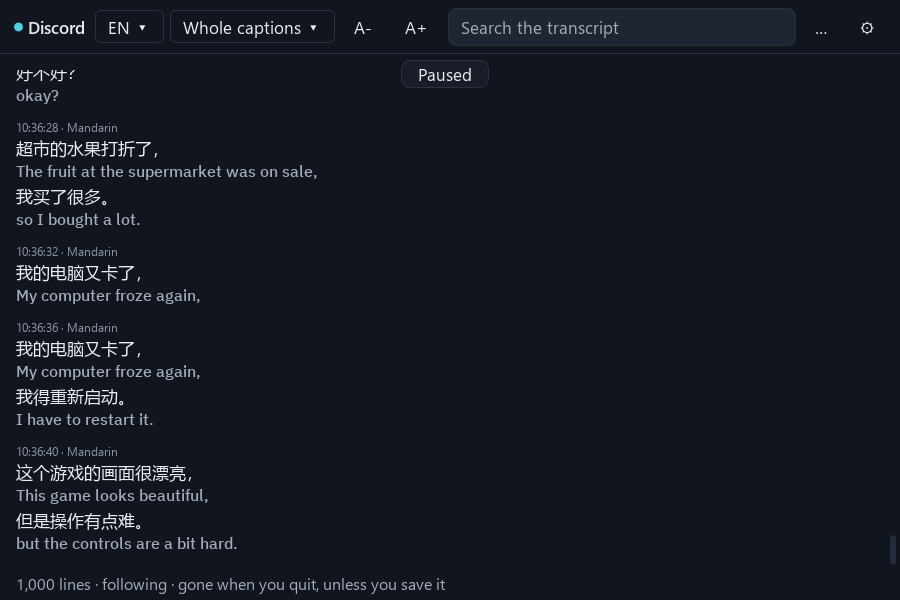 Discord EN ▾ Whole captions ▾ A- A+ Search the transcript ... ⚙
Paused
好不好?
okay?
10:36:28 · Mandarin
超市的水果打折了,
The fruit at the supermarket was on sale,
我买了很多。
so I bought a lot.
10:36:32 · Mandarin
我的电脑又卡了,
My computer froze again,
10:36:36 · Mandarin
我的电脑又卡了,
My computer froze again,
我得重新启动。
I have to restart it.
10:36:40 · Mandarin
这个游戏的画面很漂亮,
This game looks beautiful,
但是操作有点难。
but the controls are a bit hard.
1,000 lines · following · gone when you quit, unless you save it